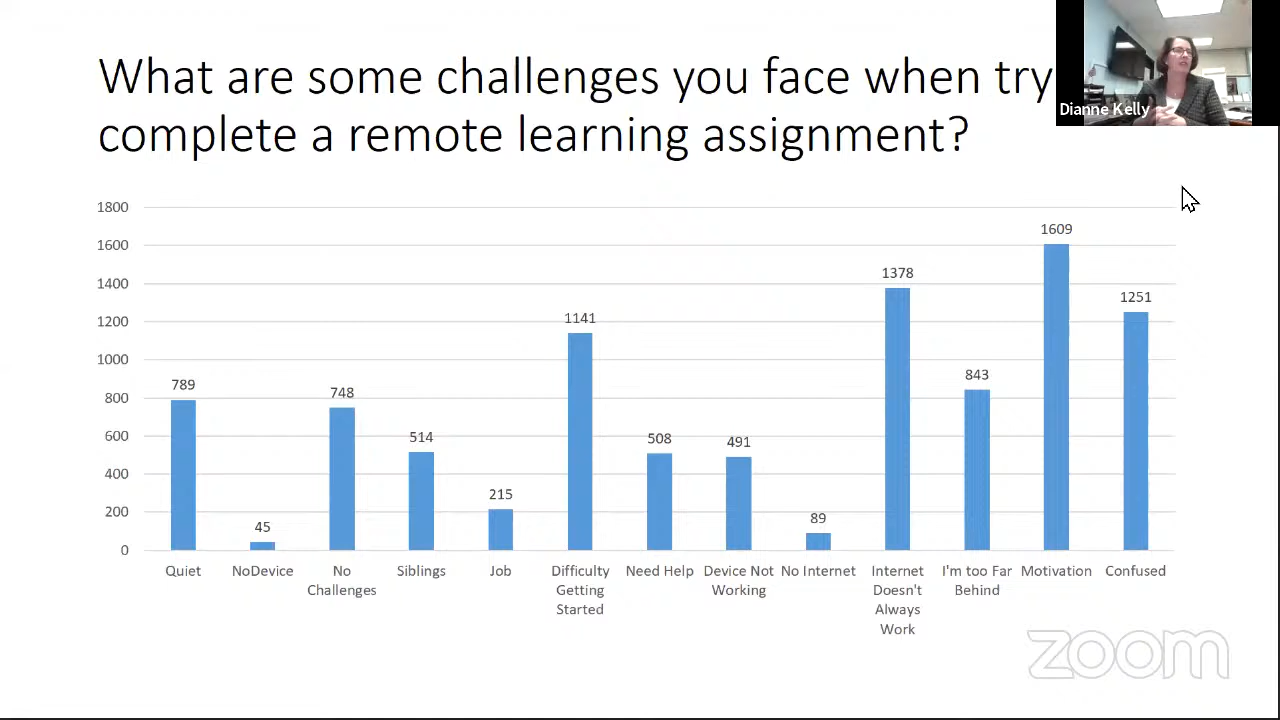 What are some challenges you face when try
complete a remote learning assignment?
Dianne Kelly
1800
1600
1400
1200
1000
800
600
400
200
0
789
45
748
514
215
1141
508
491
89
1378
843
1609
1251
Quiet
NoDevice
No
Challenges
Siblings
Job
Difficulty
Getting
Started
Need Help
Device Not
Working
No Internet
Internet
Doesn't
Always
Work
I'm too Far
Behind
Motivation
Confused
zoom